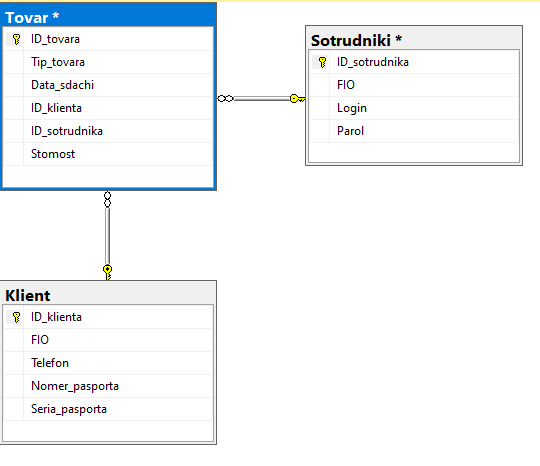 Tovar *
ID_tovara
Tip_tovara
Data_sdachi
ID_klienta
ID_sotrudnika
Stomost
Sotrudniki *
ID_sotrudnika
FIO
Login
Parol
Klient
ID_klienta
FIO
Telefon
Nomer_pasporta
Seria_pasporta